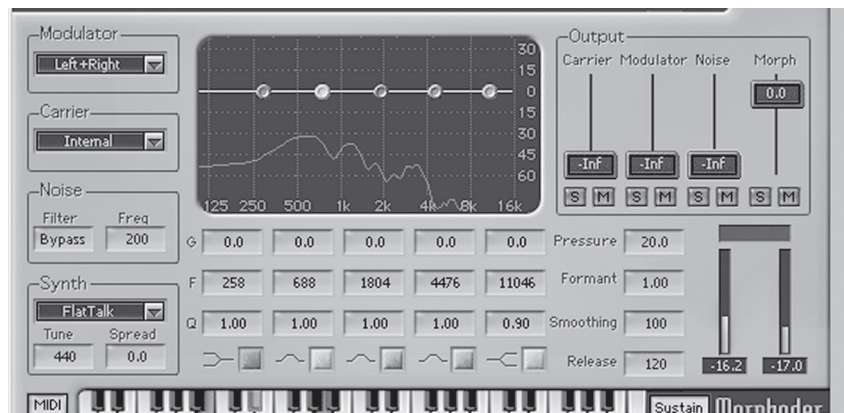 Modulator
Left+Right
Carrier
Internal
Noise
Filter Freq
Bypass 200
Synth
FlatTalk
Tune Spread
440 0.0
30
15
0
15
30
45
60
125 250 500 1k 2k 4k 8k 16k
G 0.0 0.0 0.0 0.0 0.0
F 258 688 1804 4476 11046
Q 1.00 1.00 1.00 1.00 0.90
Output
Carrier Modulator Noise Morph
0.0
-Inf -Inf -Inf
S M S M S M S M
Pressure 20.0
Formant 1.00
Smoothing 100
Release 120
-16.2 -17.0
MIDI
Sustain
Morphoder